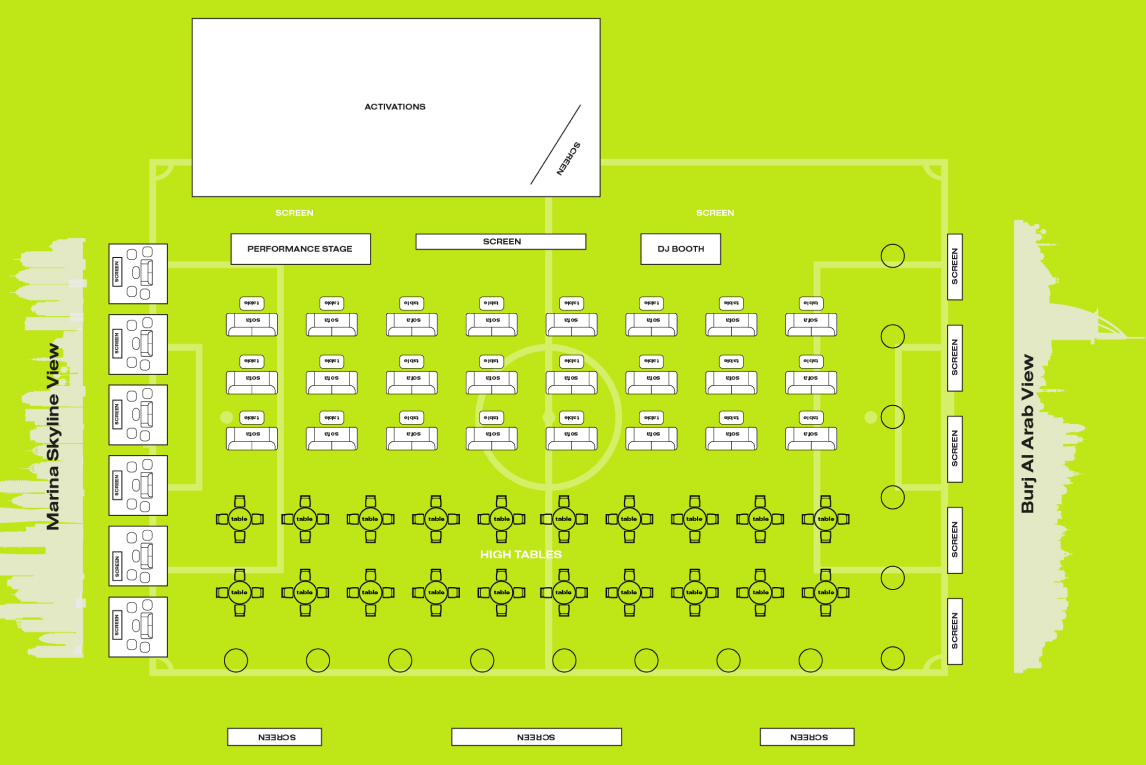 ACTIVATIONS
SCREEN
SCREEN
SCREEN
PERFORMANCE STAGE
SCREEN
DJ BOOTH
SCREEN
SCREEN
SCREEN
SCREEN
SCREEN
SCREEN
Marina Skyline View
table table table table table table table table
sofa sofa sofa sofa sofa sofa sofa sofa
table table table table table table table table
sofa sofa sofa sofa sofa sofa sofa sofa
table table table table table table table table
sofa sofa sofa sofa sofa sofa sofa sofa
table table table table table table table table table table
HIGH TABLES
table table table table table table table table table table
SCREEN
SCREEN
SCREEN
SCREEN
SCREEN
Burj Al Arab View
SCREEN
SCREEN
SCREEN